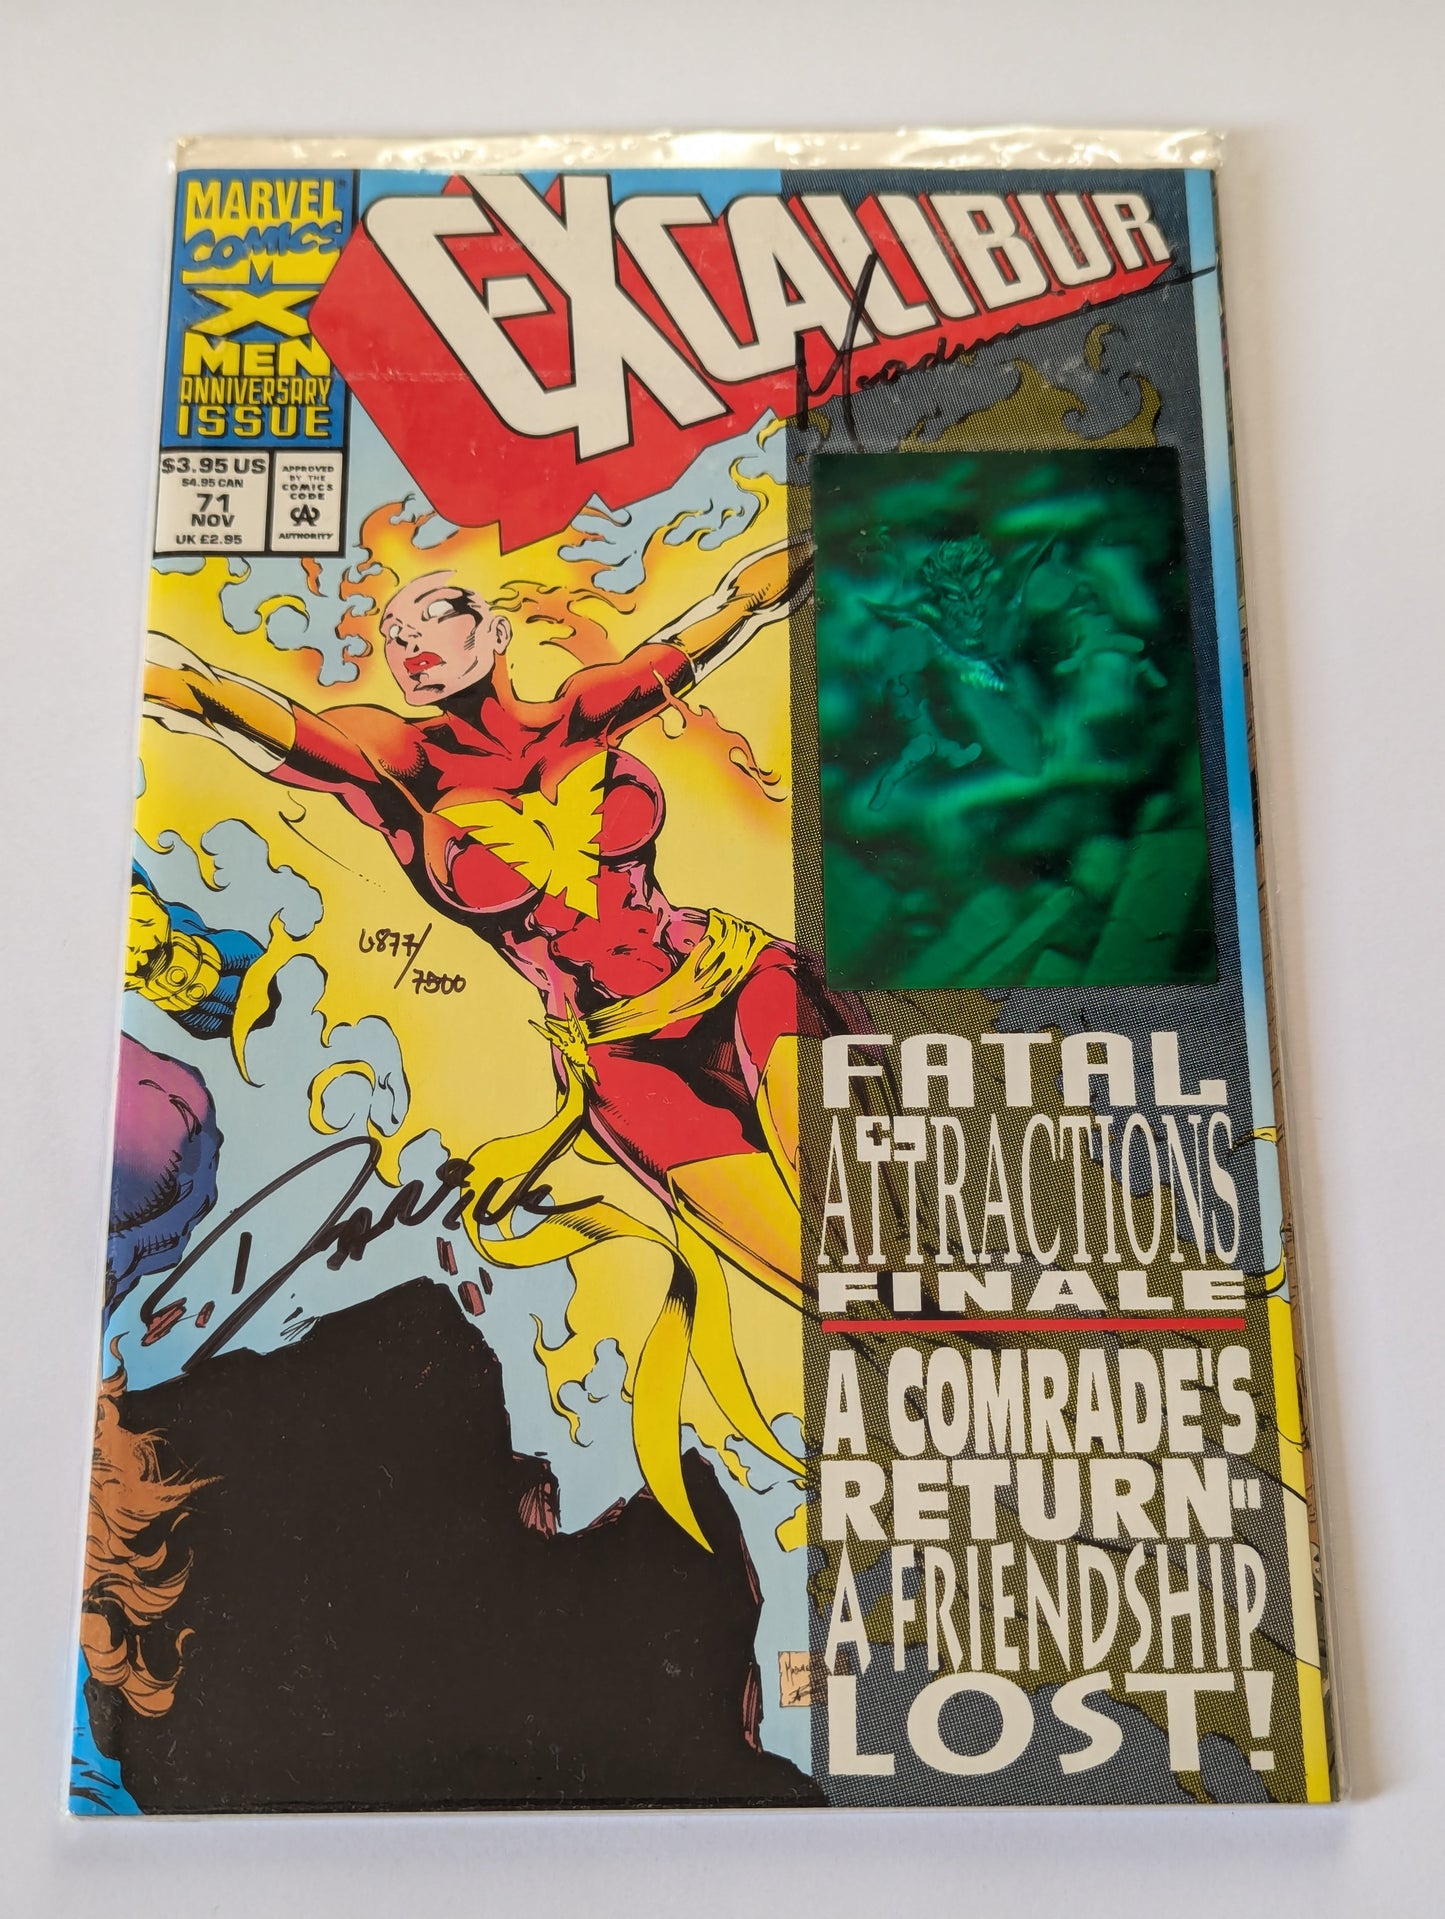 MARVEL
COMICS
EXCALIBUR
X
MEN
ANNIVERSARY
ISSUE
$3.95 US
$4.95 CAN
71
NOV
UK £2.95
APPROVED
BY THE
COMICS
CODE
AUTHORITY
6877/
7500
FATAL
ATTRACTIONS
FINALE
A COMRADE'S
RETURN--
A FRIENDSHIP
LOST!